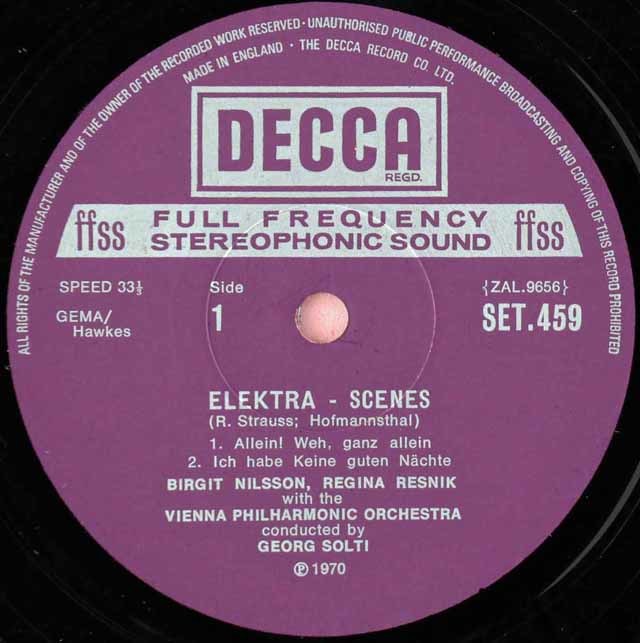 ALL RIGHTS OF THE MANUFACTURER AND OF THE OWNER OF THE RECORDED WORK RESERVED · UNAUTHORISED PUBLIC PERFORMANCE BROADCASTING AND COPYING OF THIS RECORD PROHIBITED
MADE IN ENGLAND · THE DECCA RECORD CO LTD.
DECCA
REGD.
ffss FULL FREQUENCY ffss
STEREOPHONIC SOUND
SPEED 33⅓ Side {ZAL.9656}
GEMA/ 1 SET.459
Hawkes
ELEKTRA - SCENES
(R. Strauss; Hofmannsthal)
1. Allein! Weh, ganz allein
2. Ich habe Keine guten Nächte
BIRGIT NILSSON, REGINA RESNIK
with the
VIENNA PHILHARMONIC ORCHESTRA
conducted by
GEORG SOLTI
℗ 1970